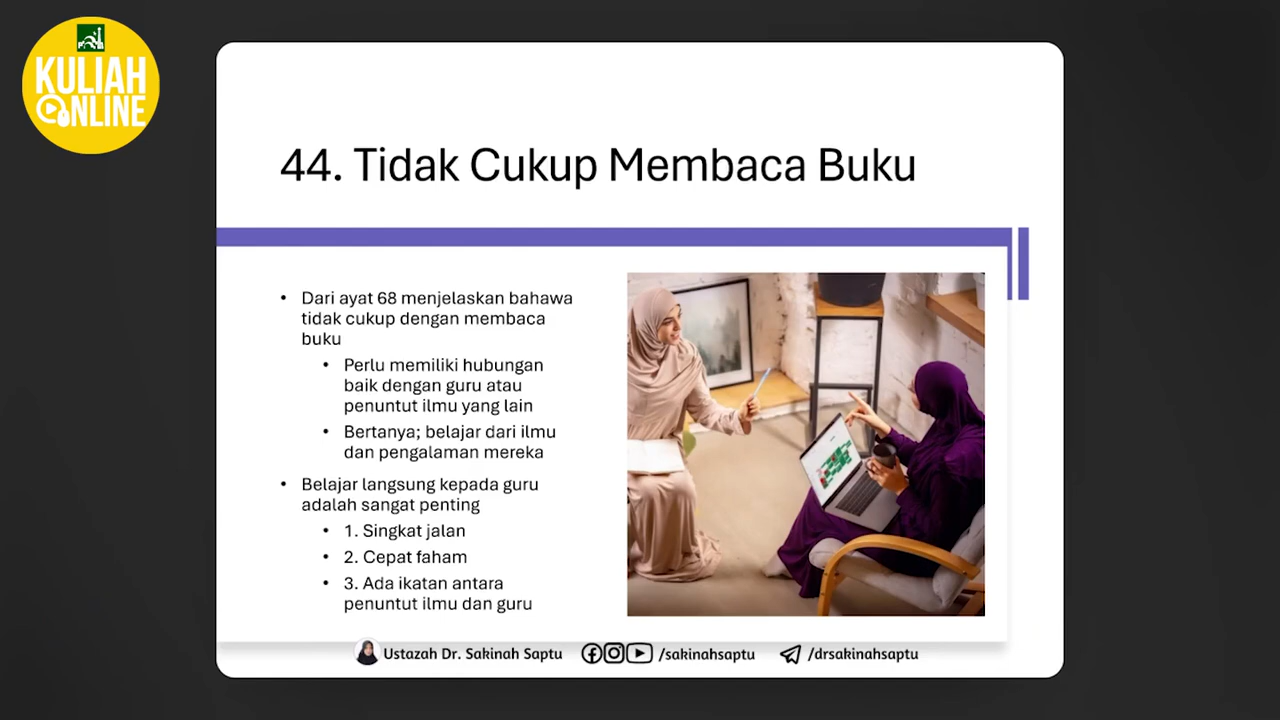 KULIAH
ONLINE
44. Tidak Cukup Membaca Buku
• Dari ayat 68 menjelaskan bahawa
tidak cukup dengan membaca
buku
• Perlu memiliki hubungan
baik dengan guru atau
penuntut ilmu yang lain
• Bertanya; belajar dari ilmu
dan pengalaman mereka
• Belajar langsung kepada guru
adalah sangat penting
• 1. Singkat jalan
• 2. Cepat faham
• 3. Ada ikatan antara
penuntut ilmu dan guru
Ustazah Dr. Sakinah Saptu /sakinahsaptu /drsakinahsaptu